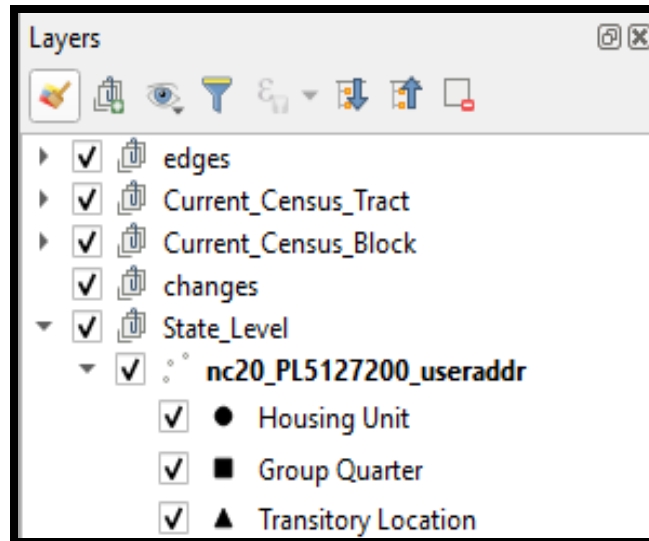 Layers
edges
Current_Census_Tract
Current_Census_Block
changes
State_Level
nc20_PL5127200_useraddr
Housing Unit
Group Quarter
Transitory Location